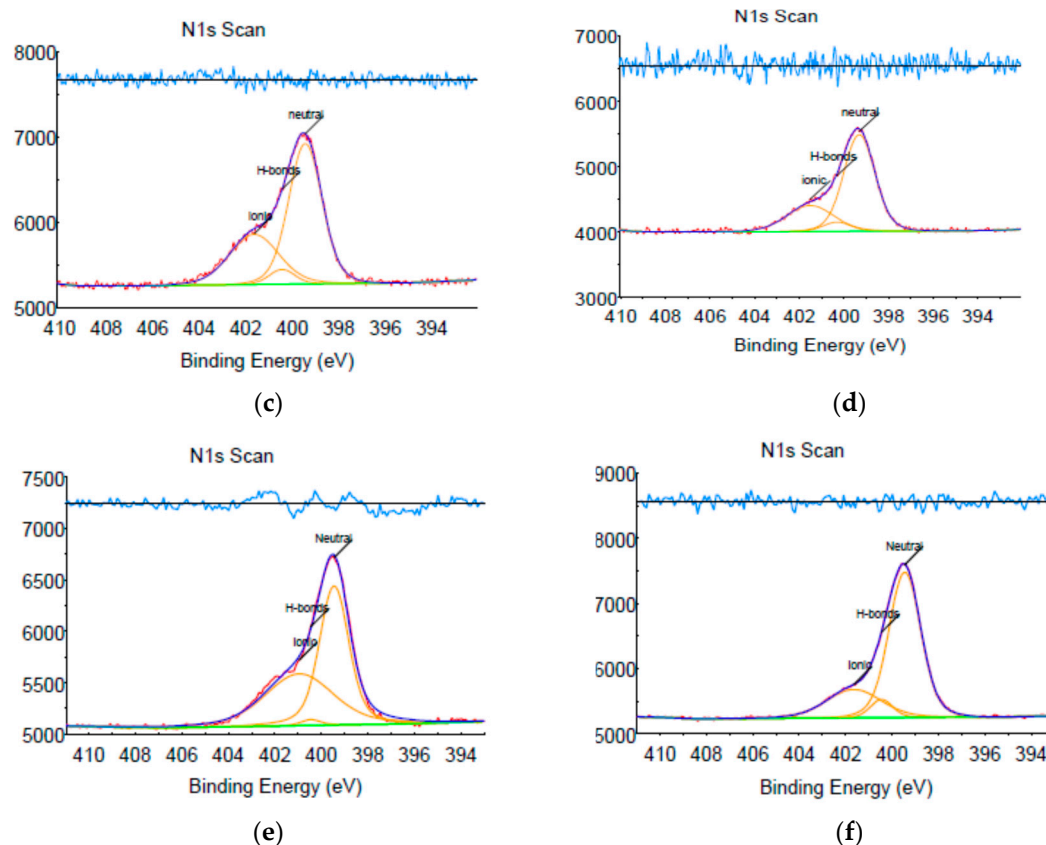 N1s Scan
8000
7000
6000
5000
neutral
H-bonds
ionic
410 408 406 404 402 400 398 396 394
Binding Energy (eV)
(c)
N1s Scan
7000
6000
5000
4000
3000
neutral
H-bonds
ionic
410 408 406 404 402 400 398 396 394
Binding Energy (eV)
(d)
N1s Scan
7500
7000
6500
6000
5500
5000
Neutral
H-bonds
Ionic
410 408 406 404 402 400 398 396 394
Binding Energy (eV)
(e)
N1s Scan
9000
8000
7000
6000
5000
Neutral
H-bonds
Ionic
410 408 406 404 402 400 398 396 394
Binding Energy (eV)
(f)